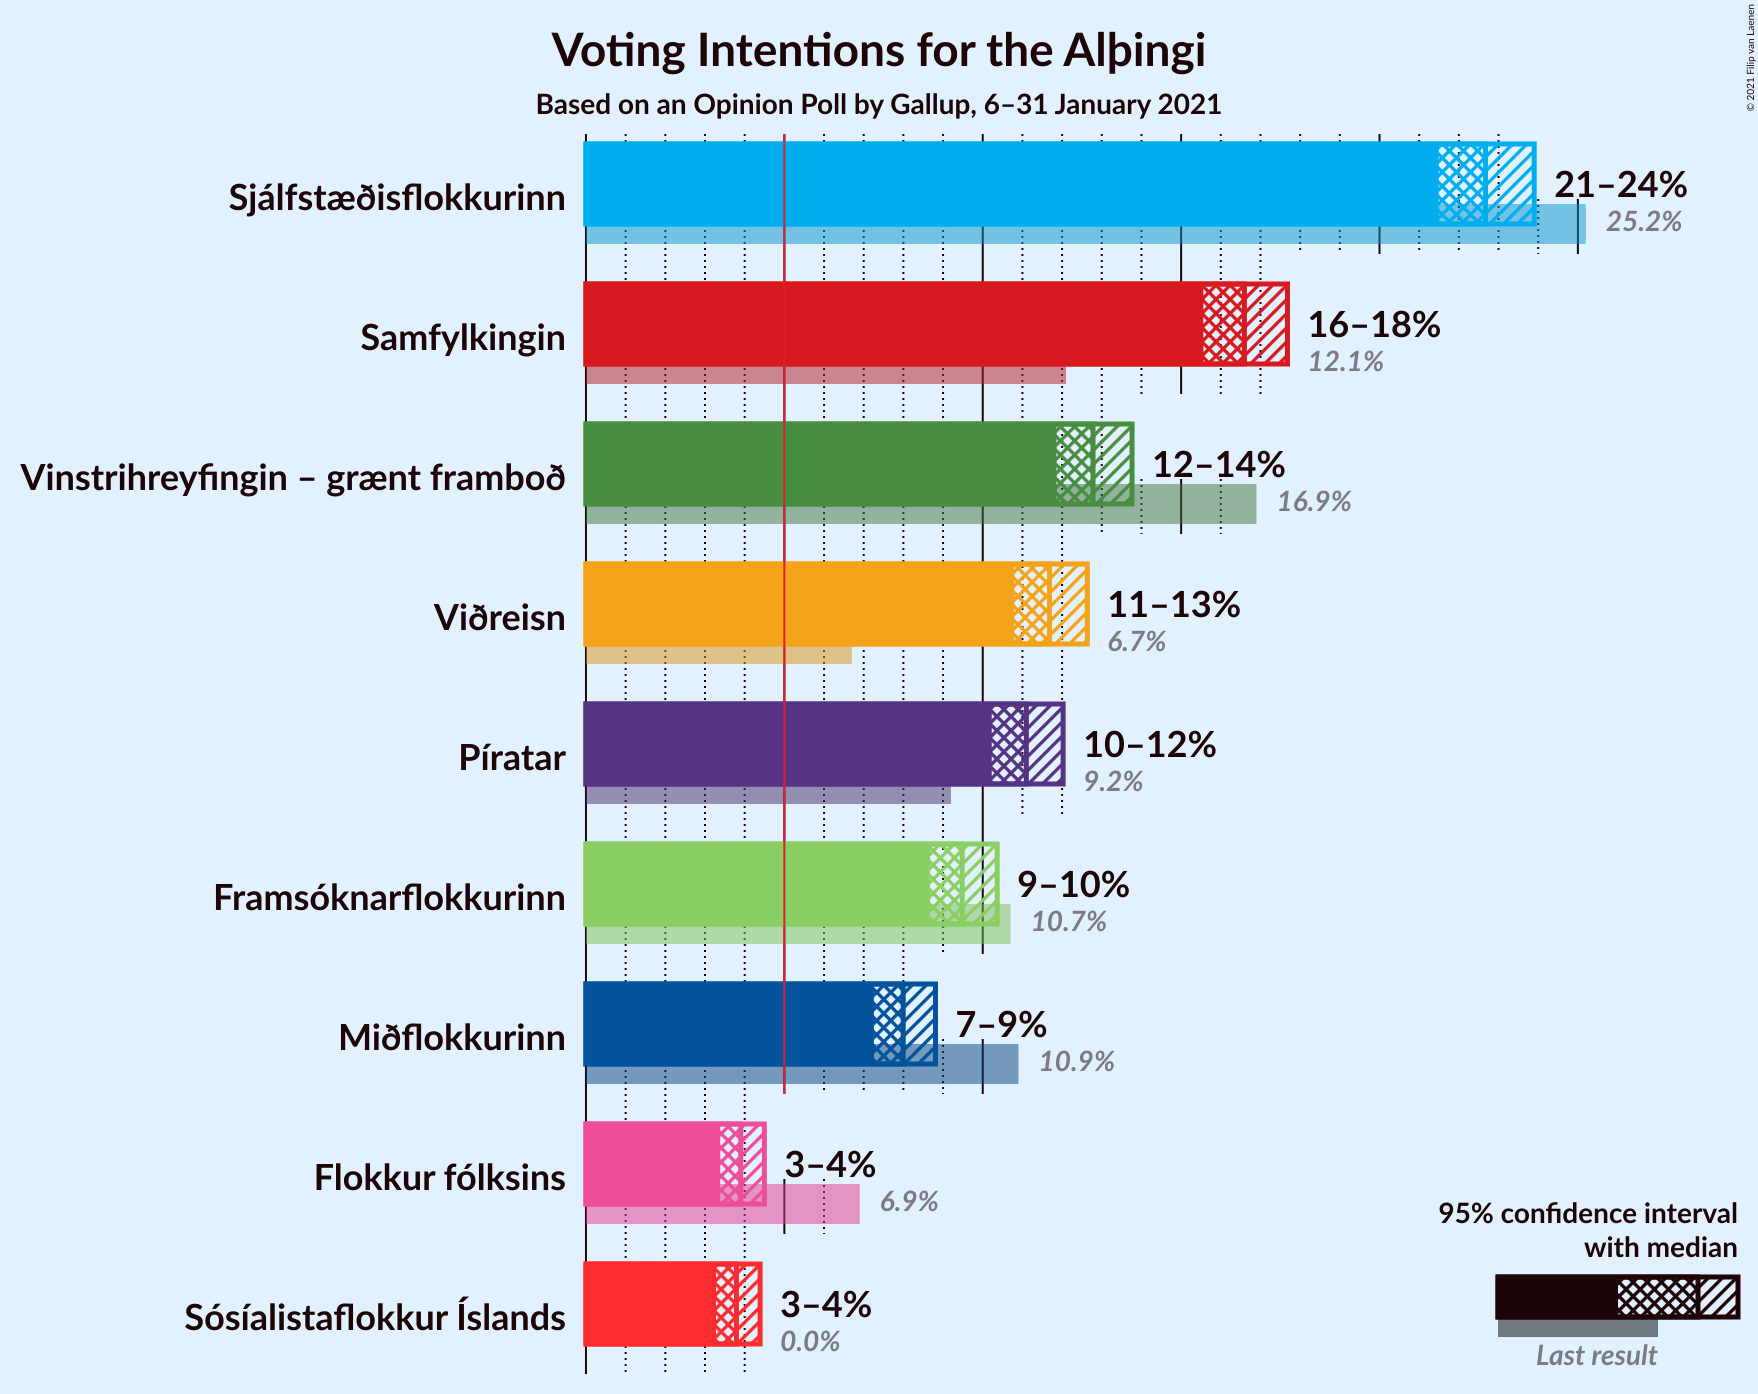 Voting Intentions for the Alþingi
Based on an Opinion Poll by Gallup, 6–31 January 2021
© 2021 Filip van Laenen
Sjálfstæðisflokkurinn
21–24%
25.2%
Samfylkingin
16–18%
12.1%
Vinstrihreyfingin – grænt framboð
12–14%
16.9%
Viðreisn
11–13%
6.7%
Píratar
10–12%
9.2%
Framsóknarflokkurinn
9–10%
10.7%
Miðflokkurinn
7–9%
10.9%
Flokkur fólksins
3–4%
6.9%
Sósíalistaflokkur Íslands
3–4%
0.0%
95% confidence interval
with median
Last result